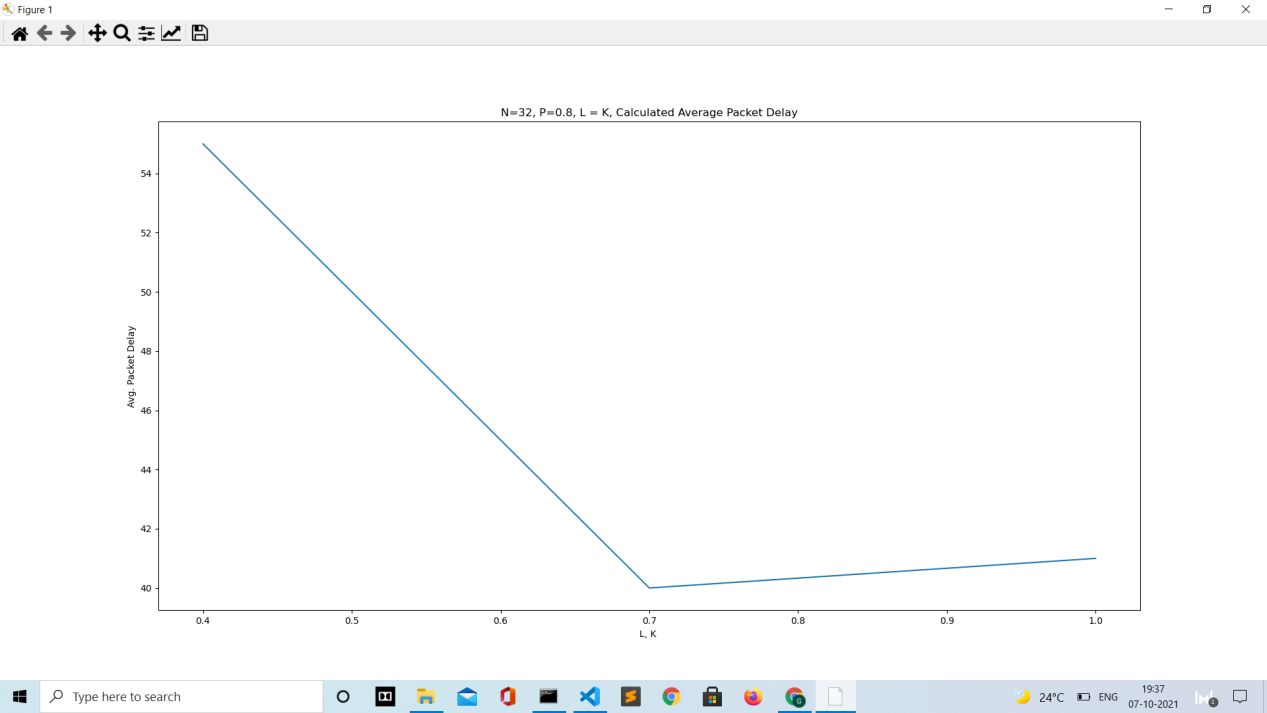 Figure 1
N=32, P=0.8, L = K, Calculated Average Packet Delay
54
52
50
48
46
44
42
40
Avg. Packet Delay
0.4 0.5 0.6 0.7 0.8 0.9 1.0
L, K
Type here to search
24°C
ENG
19:37
07-10-2021